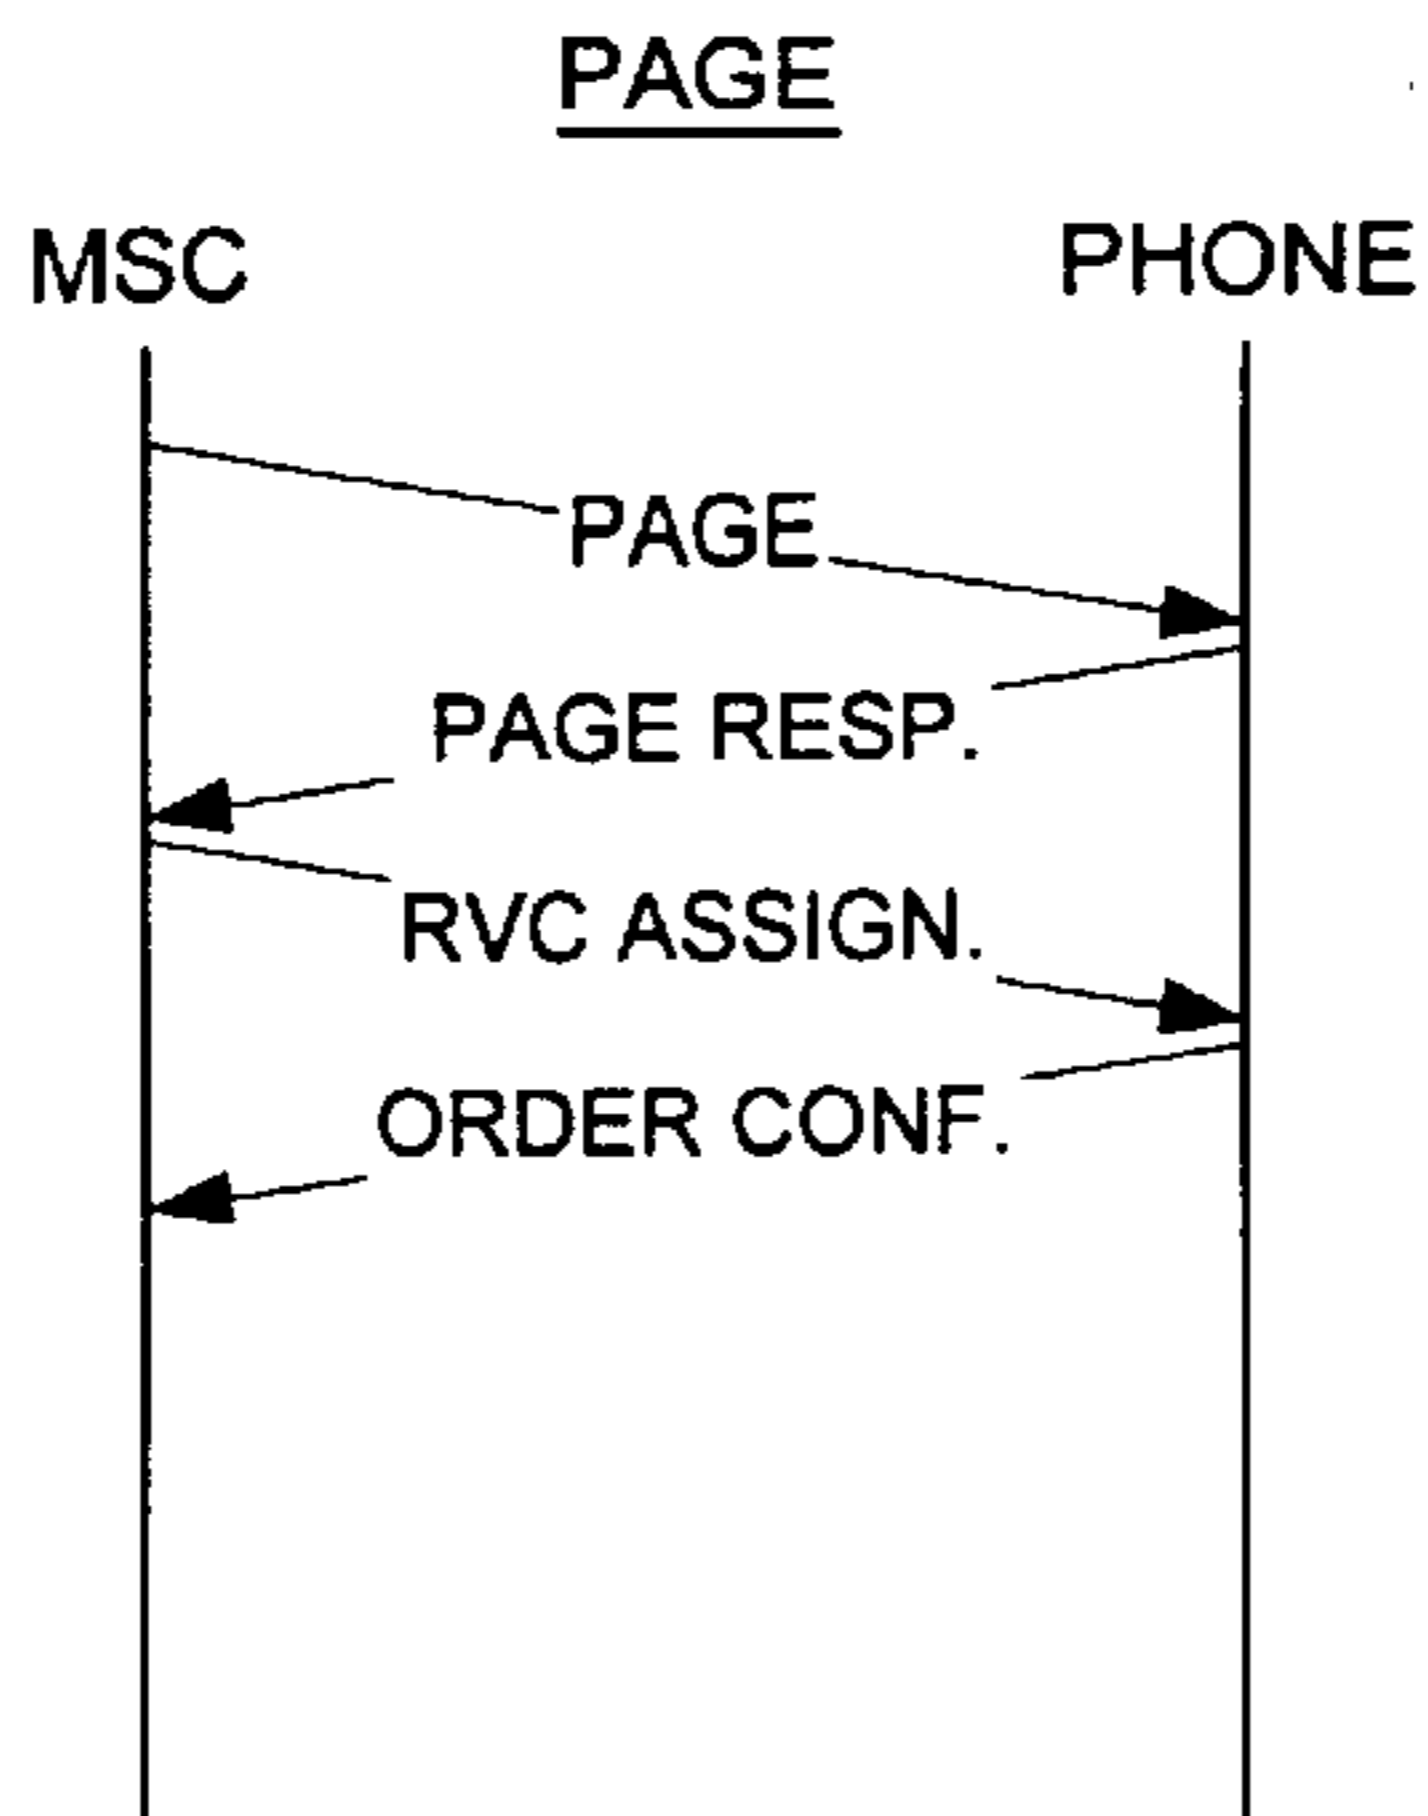 PAGE
MSC
PHONE
PAGE
PAGE RESP.
RVC ASSIGN.
ORDER CONF.